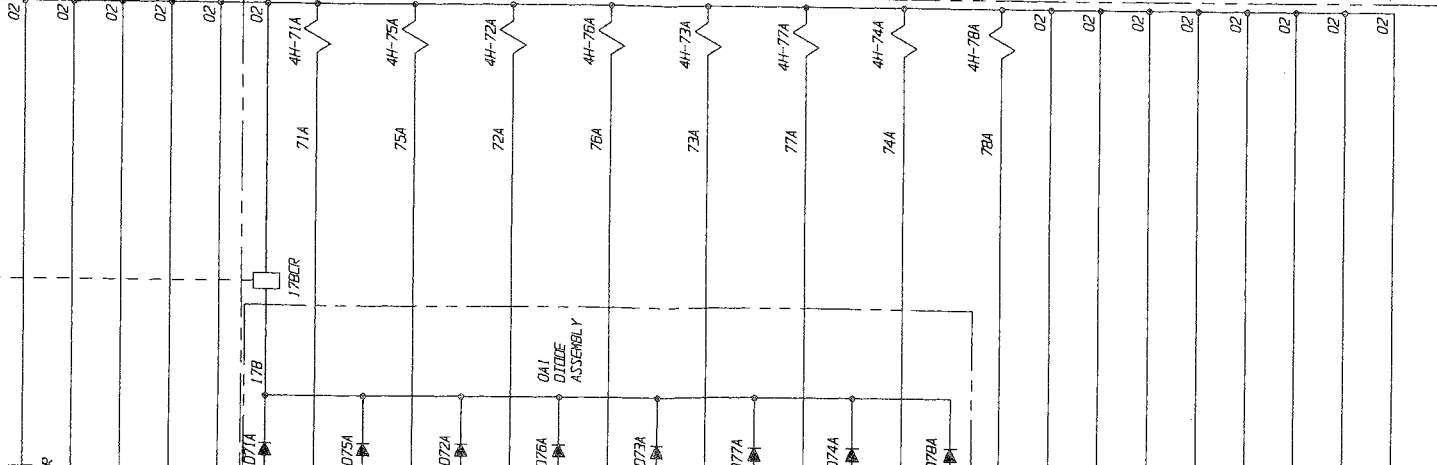 02
02
02
02
02
02
4H-71A
4H-75A
4H-72A
4H-76A
4H-73A
4H-77A
4H-74A
4H-78A
02
02
02
02
02
02
02
02
71A
75A
72A
76A
73A
77A
74A
78A
17BCR
17B
OA1
DIODE
ASSEMBLY
D71A
D75A
D72A
D76A
D73A
D77A
D74A
D78A
R